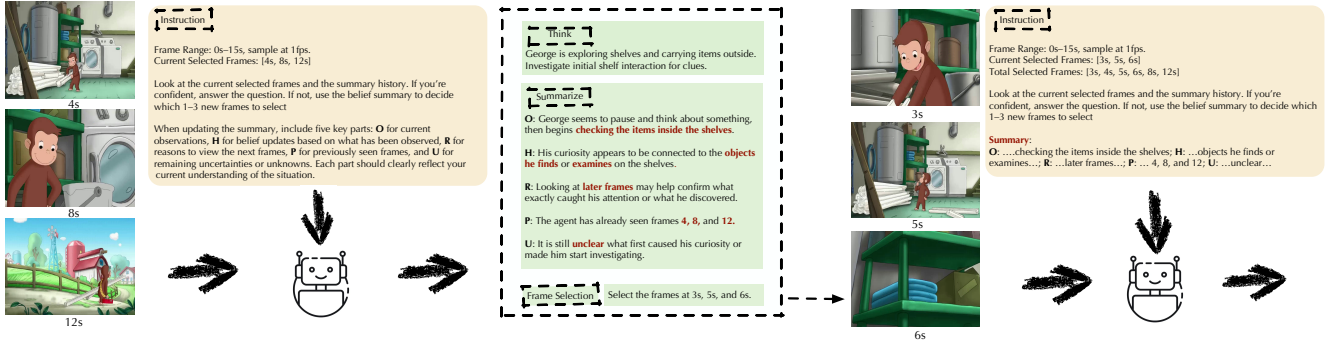 4s
8s
12s
Instruction
Frame Range: 0s–15s, sample at 1fps.
Current Selected Frames: [4s, 8s, 12s]
Look at the current selected frames and the summary history. If you're
confident, answer the question. If not, use the belief summary to decide
which 1–3 new frames to select
When updating the summary, include five key parts: O for current
observations, H for belief updates based on what has been observed, R for
reasons to view the next frames, P for previously seen frames, and U for
remaining uncertainties or unknowns. Each part should clearly reflect your
current understanding of the situation.
Think
George is exploring shelves and carrying items outside.
Investigate initial shelf interaction for clues.
Summarize
O: George seems to pause and think about something,
then begins checking the items inside the shelves.
H: His curiosity appears to be connected to the objects
he finds or examines on the shelves.
R: Looking at later frames may help confirm what
exactly caught his attention or what he discovered.
P: The agent has already seen frames 4, 8, and 12.
U: It is still unclear what first caused his curiosity or
made him start investigating.
Frame Selection
Select the frames at 3s, 5s, and 6s.
3s
5s
6s
Instruction
Frame Range: 0s–15s, sample at 1fps.
Current Selected Frames: [3s, 5s, 6s]
Total Selected Frames: [3s, 4s, 5s, 6s, 8s, 12s]
Look at the current selected frames and the summary history. If you're
confident, answer the question. If not, use the belief summary to decide which
1–3 new frames to select
Summary:
O: ….checking the items inside the shelves; H: …objects he finds or
examines…; R: …later frames…; P: … 4, 8, and 12; U: …unclear…